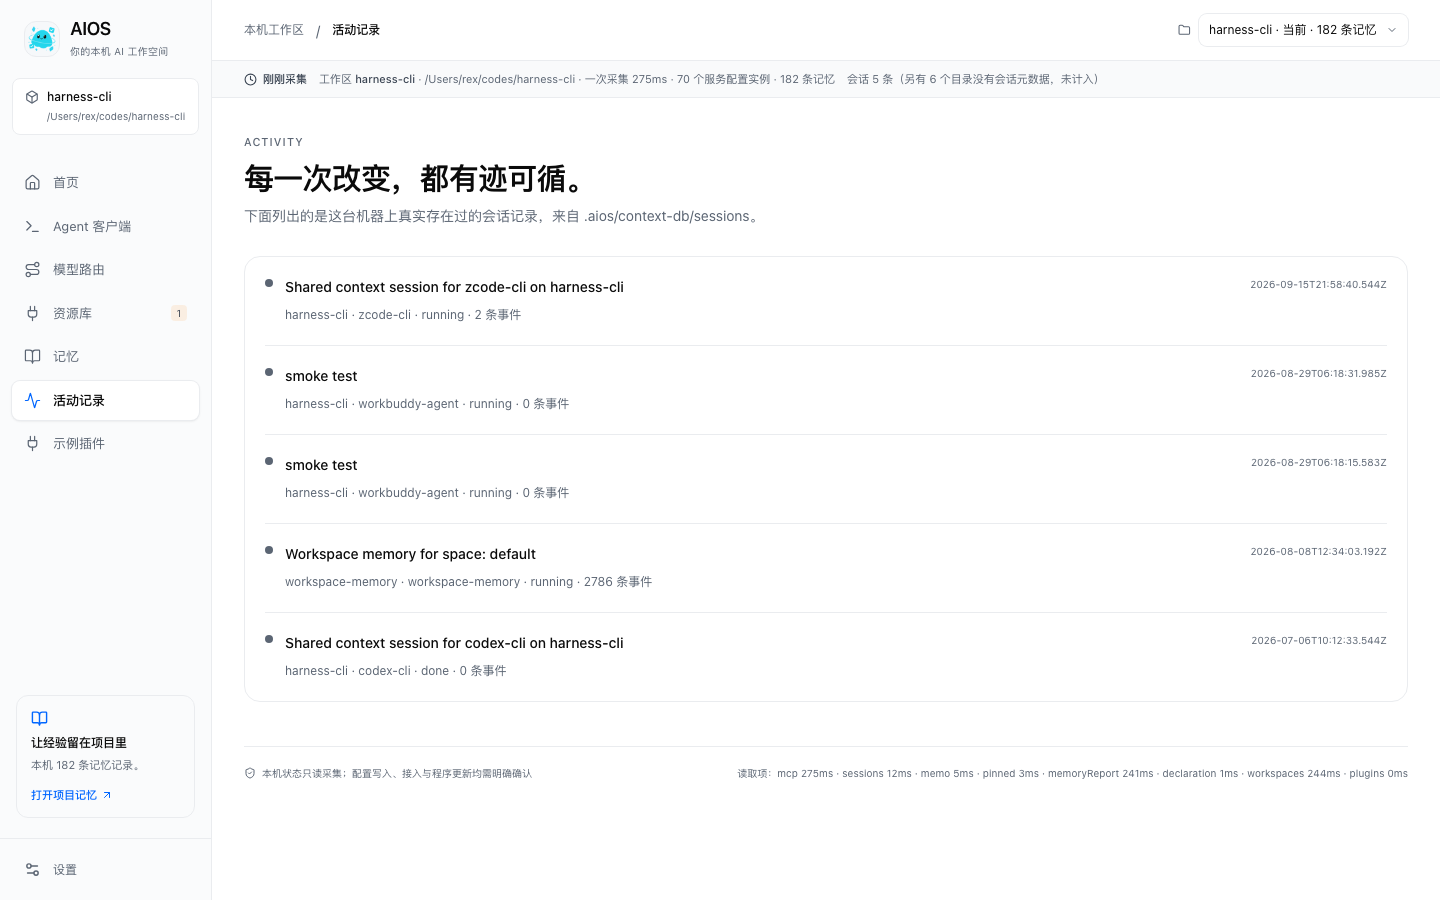 AIOS
你的本机 AI 工作空间
harness-cli
/Users/rex/codes/harness-cli
首页
Agent 客户端
模型路由
资源库 1
记忆
活动记录
示例插件
让经验留在项目里
本机 182 条记忆记录。
打开项目记忆
设置
本机工作区 / 活动记录
harness-cli · 当前 · 182 条记忆
刚刚采集 工作区 harness-cli · /Users/rex/codes/harness-cli · 一次采集 275ms · 70 个服务配置实例 · 182 条记忆 会话 5 条（另有 6 个目录没有会话元数据，未计入）
ACTIVITY
每一次改变，都有迹可循。
下面列出的是这台机器上真实存在过的会话记录，来自 .aios/context-db/sessions。
Shared context session for zcode-cli on harness-cli 2026-09-15T21:58:40.544Z
harness-cli · zcode-cli · running · 2 条事件
smoke test 2026-08-29T06:18:31.985Z
harness-cli · workbuddy-agent · running · 0 条事件
smoke test 2026-08-29T06:18:15.583Z
harness-cli · workbuddy-agent · running · 0 条事件
Workspace memory for space: default 2026-08-08T12:34:03.192Z
workspace-memory · workspace-memory · running · 2786 条事件
Shared context session for codex-cli on harness-cli 2026-07-06T10:12:33.544Z
harness-cli · codex-cli · done · 0 条事件
本机状态只读采集；配置写入、接入与程序更新均需明确确认
读取项：mcp 275ms · sessions 12ms · memo 5ms · pinned 3ms · memoryReport 241ms · declaration 1ms · workspaces 244ms · plugins 0ms